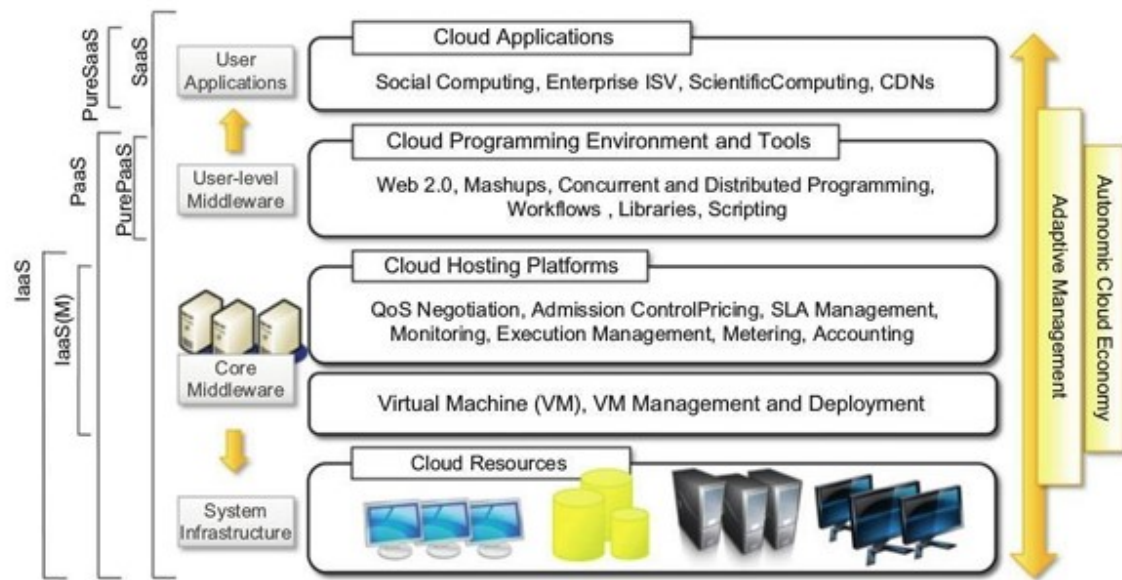 PureSaaS
SaaS
User
Applications
Cloud Applications
Social Computing, Enterprise ISV, ScientificComputing, CDNs
PaaS
PurePaaS
User-level
Middleware
Cloud Programming Environment and Tools
Web 2.0, Mashups, Concurrent and Distributed Programming,
Workflows , Libraries, Scripting
IaaS
IaaS(M)
Core
Middleware
Cloud Hosting Platforms
QoS Negotiation, Admission ControlPricing, SLA Management,
Monitoring, Execution Management, Metering, Accounting
Virtual Machine (VM), VM Management and Deployment
System
Infrastructure
Cloud Resources
Adaptive Management
Autonomic Cloud Economy